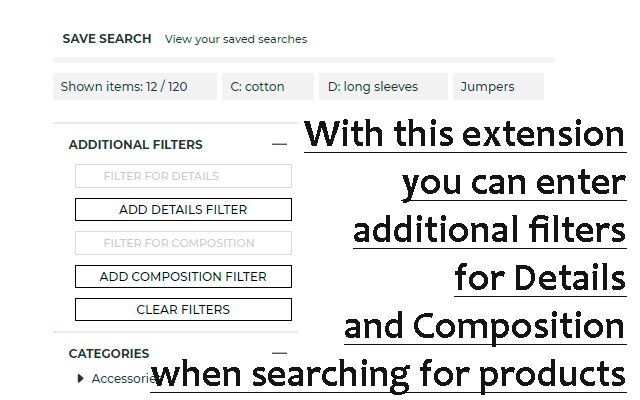 SAVE SEARCH View your saved searches
Shown items: 12 / 120 C: cotton D: long sleeves Jumpers
ADDITIONAL FILTERS
FILTER FOR DETAILS
ADD DETAILS FILTER
FILTER FOR COMPOSITION
ADD COMPOSITION FILTER
CLEAR FILTERS
CATEGORIES
Accessories
With this extension
you can enter
additional filters
for Details
and Composition
when searching for products